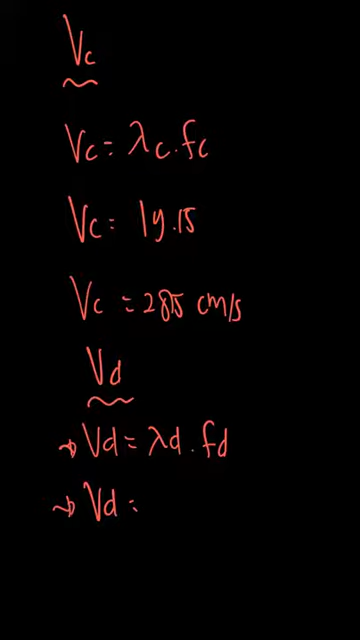 Vc
Vc = λc.fc
Vc = 19.15
Vc = 285 cm/s
Vd
→ Vd = λd.fd
→ Vd =